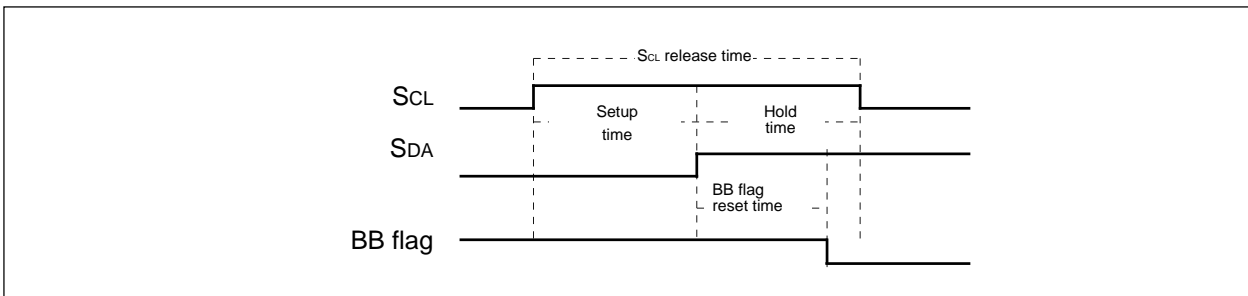 SCL release time
SCL
Setup
time
Hold
time
SDA
BB flag
reset time
BB flag